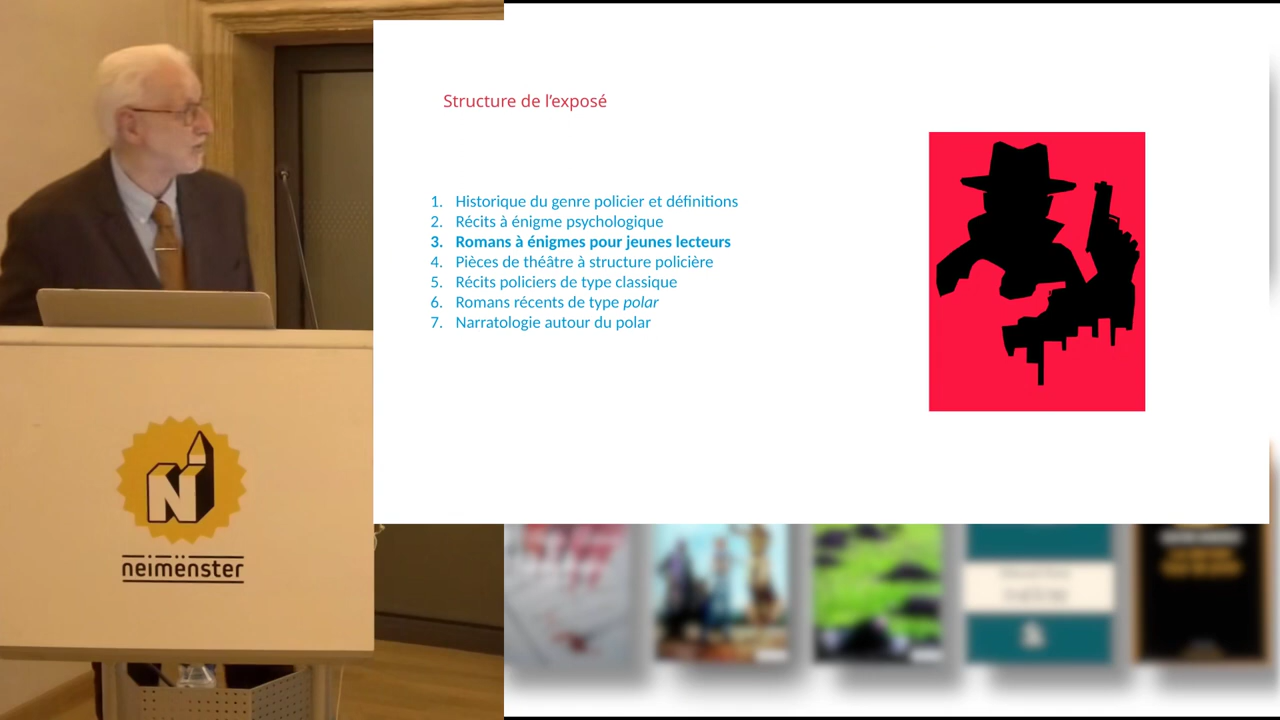 Structure de l'exposé
1. Historique du genre policier et définitions
2. Récits à énigme psychologique
3. Romans à énigmes pour jeunes lecteurs
4. Pièces de théâtre à structure policière
5. Récits policiers de type classique
6. Romans récents de type polar
7. Narratologie autour du polar
N
neimënster